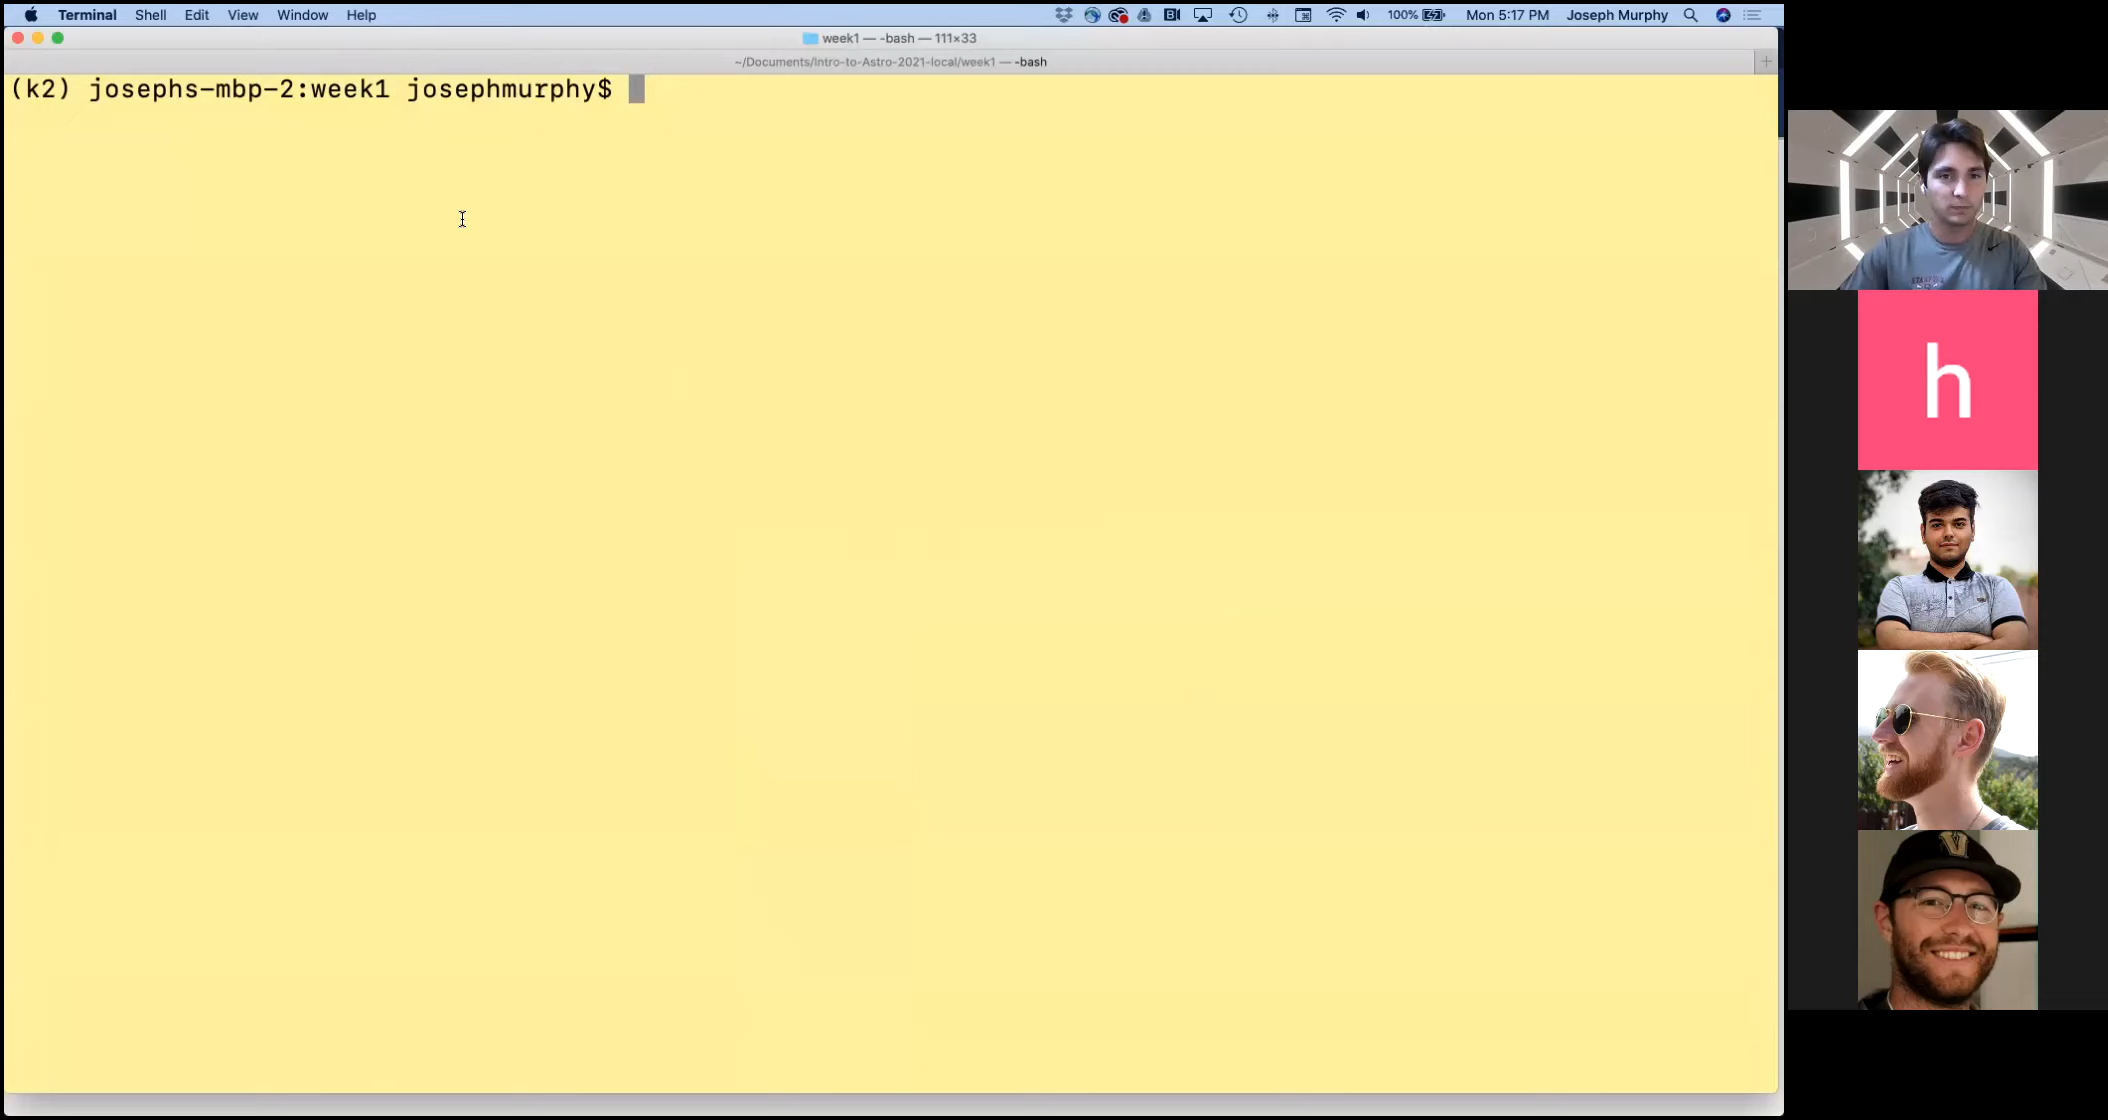 Terminal Shell Edit View Window Help 100% Mon 5:17 PM Joseph Murphy
week1 — -bash — 111×33
~/Documents/Intro-to-Astro-2021-local/week1 — -bash
(k2) josephs-mbp-2:week1 josephmurphy$
h
V